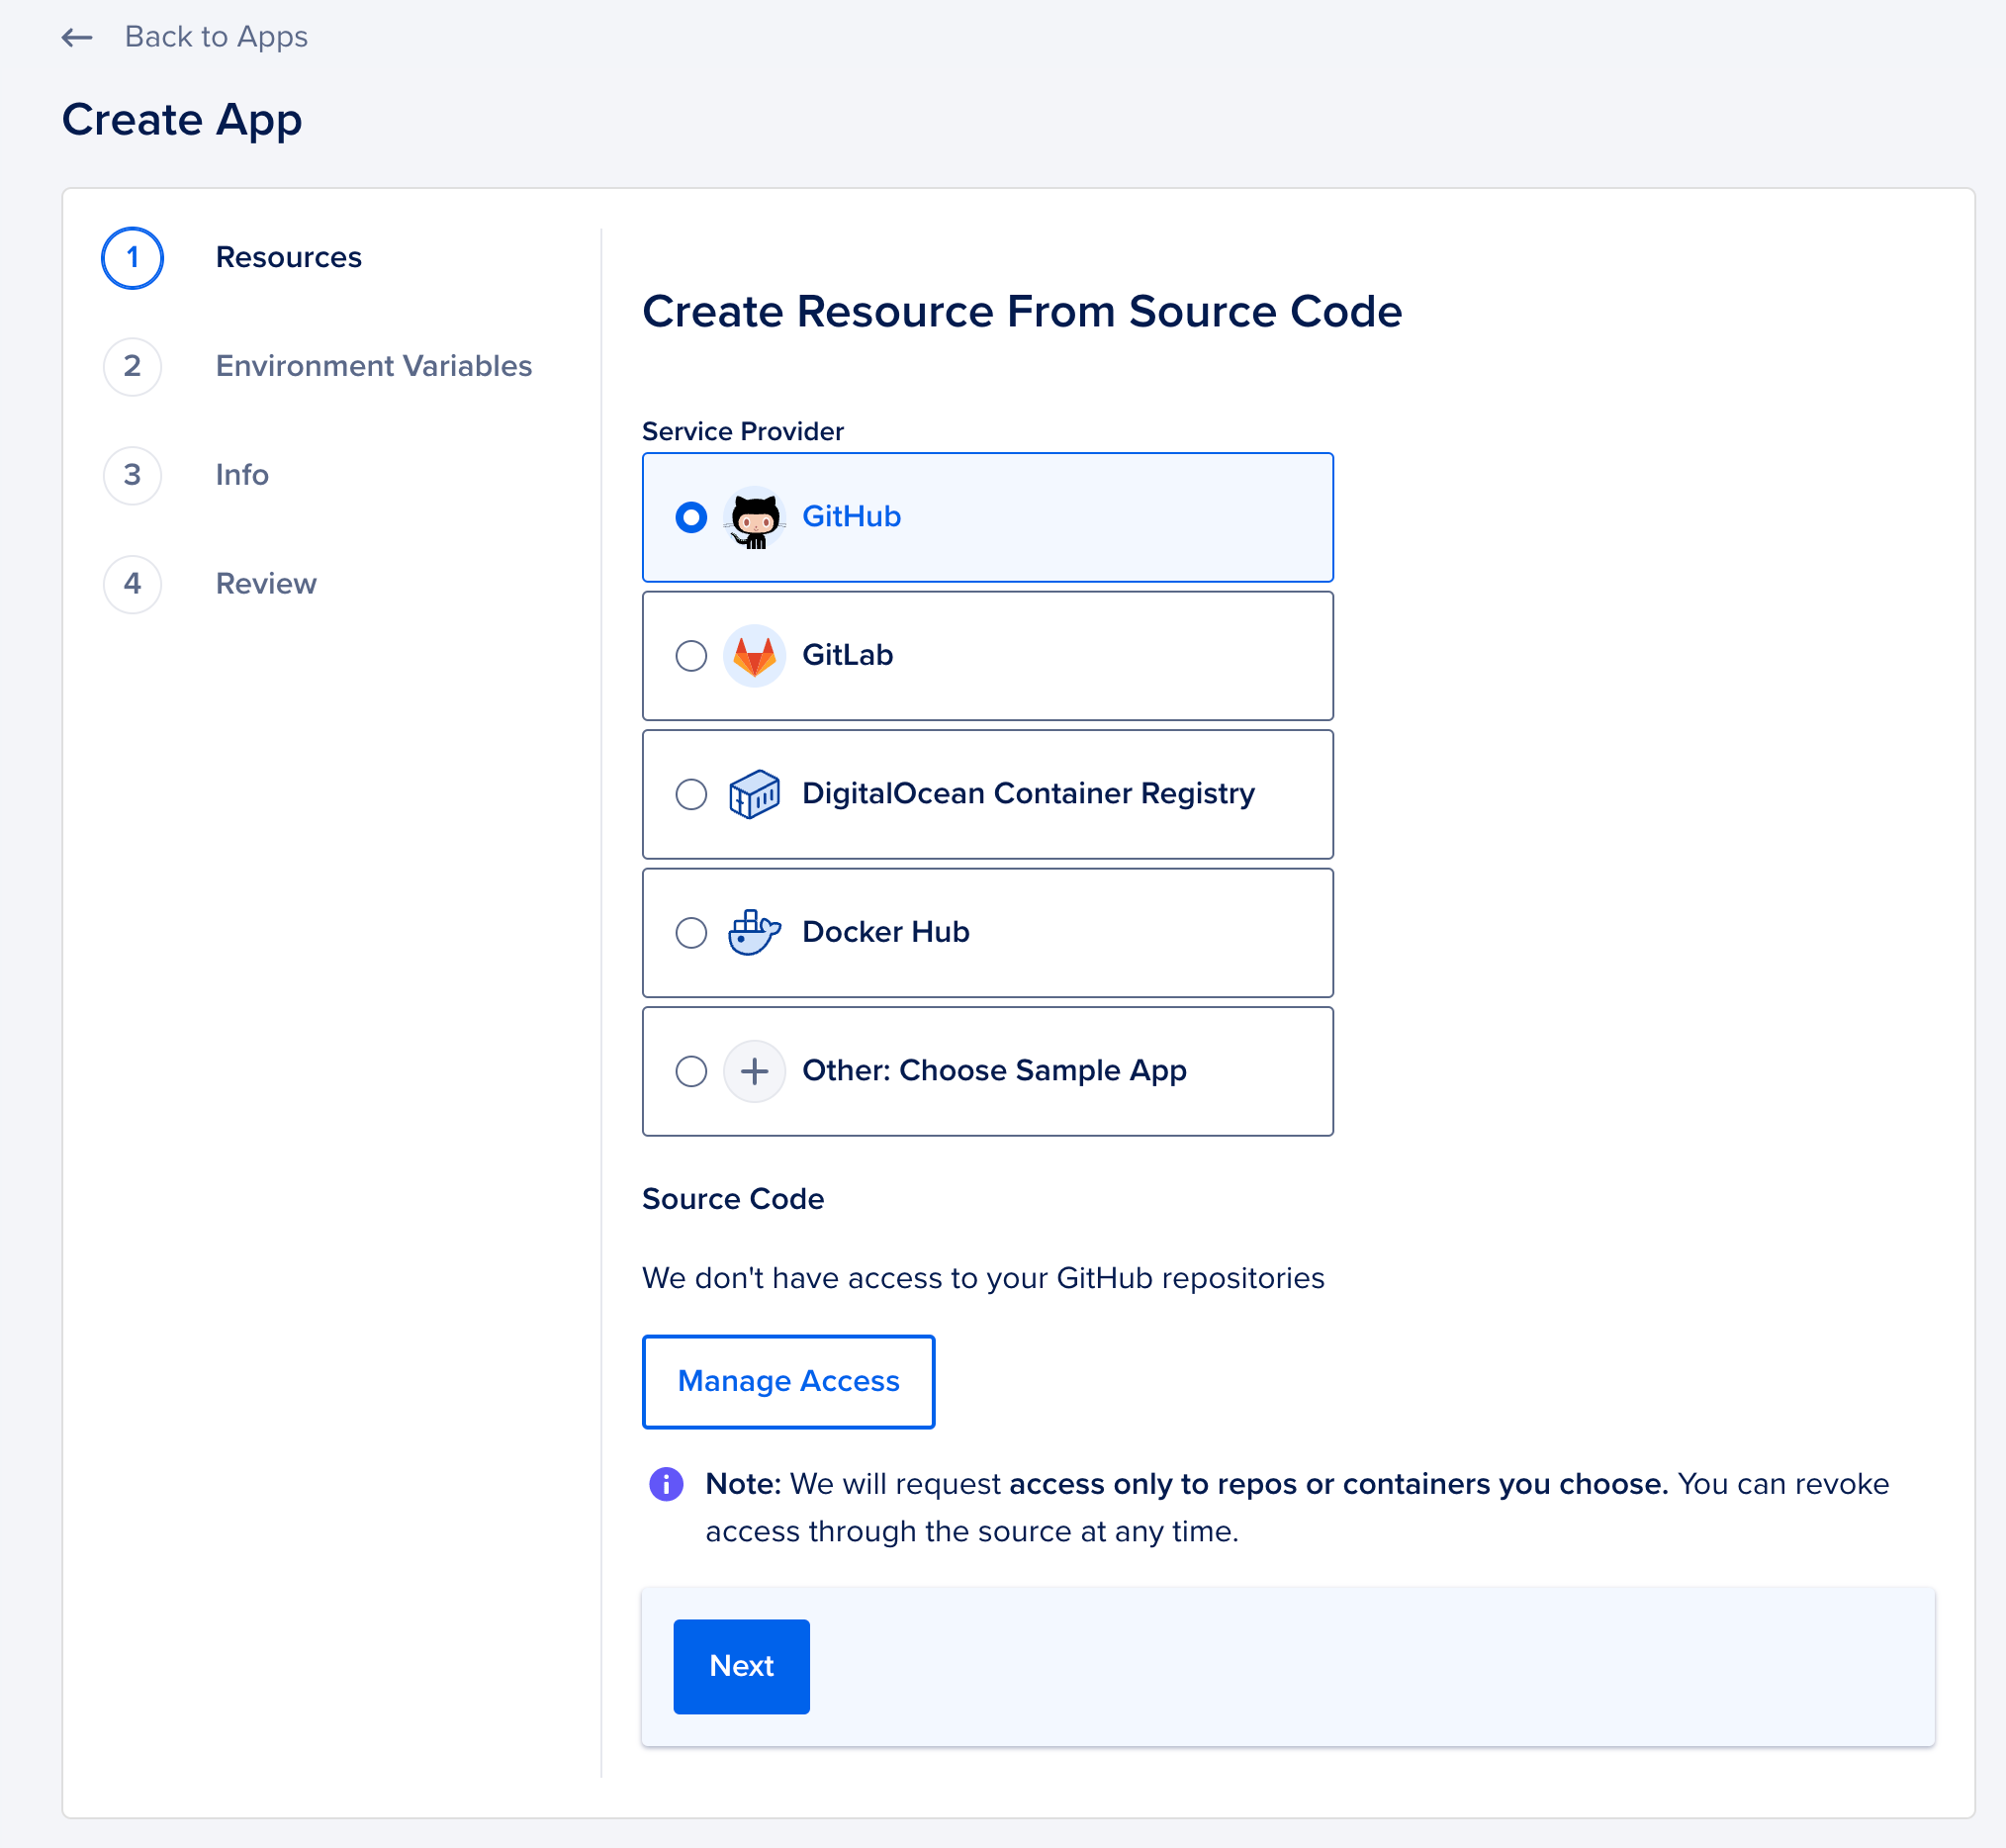 Back to Apps
Create App
1 Resources
2 Environment Variables
3 Info
4 Review
Create Resource From Source Code
Service Provider
GitHub
GitLab
DigitalOcean Container Registry
Docker Hub
Other: Choose Sample App
Source Code
We don't have access to your GitHub repositories
Manage Access
Note: We will request access only to repos or containers you choose. You can revoke
access through the source at any time.
Next